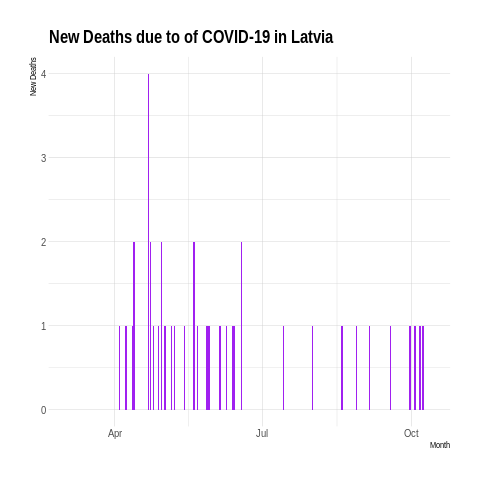 New Deaths due to of COVID-19 in Latvia
New Deaths
4
3
2
1
0
Apr
Jul
Oct
Month